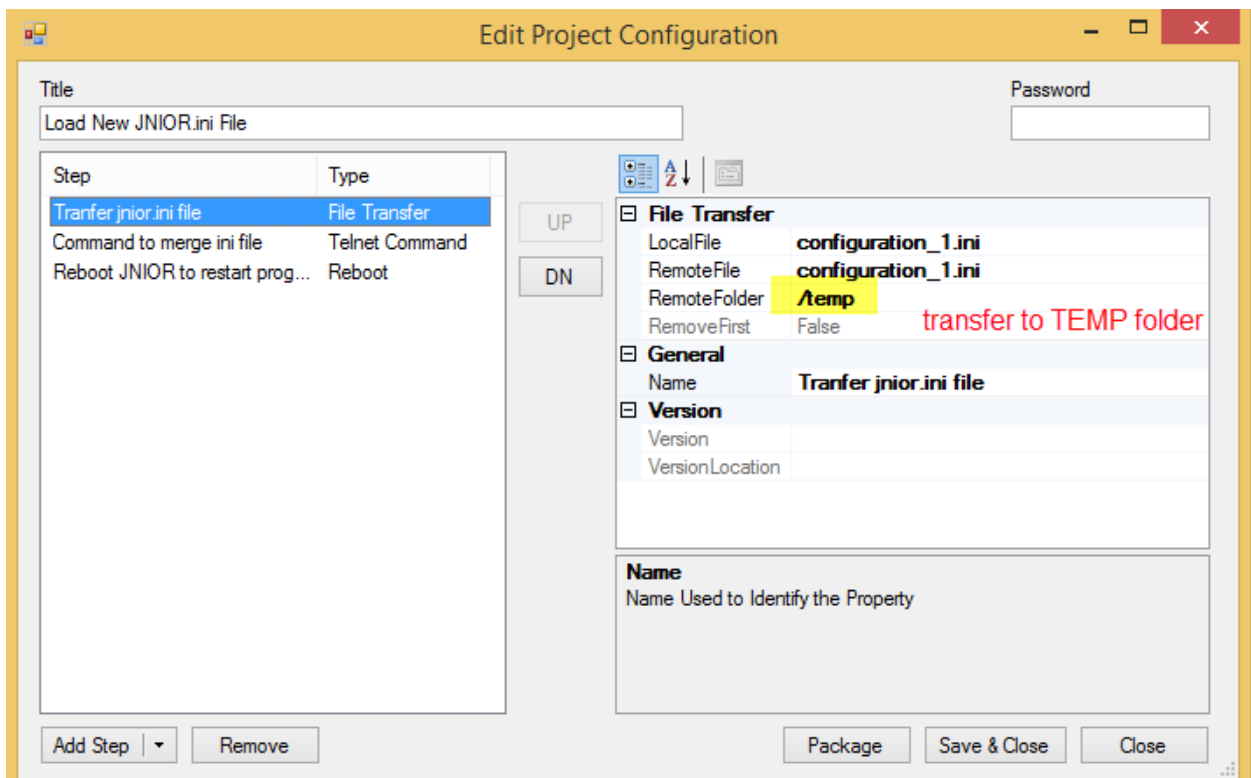 Edit Project Configuration
Title
Password
Load New JNIOR.ini File
Step Type
Tranfer jnior.ini file File Transfer
Command to merge ini file Telnet Command
Reboot JNIOR to restart prog... Reboot
UP
DN
File Transfer
LocalFile configuration_1.ini
RemoteFile configuration_1.ini
RemoteFolder /temp
RemoveFirst False
transfer to TEMP folder
General
Name Tranfer jnior.ini file
Version
Version
VersionLocation
Name
Name Used to Identify the Property
Add Step Remove Package Save & Close Close